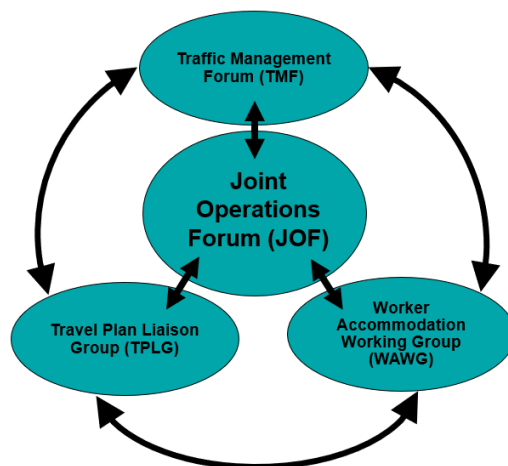 Traffic Management
Forum (TMF)
Joint
Operations
Forum (JOF)
Travel Plan Liaison
Group (TPLG)
Worker
Accommodation
Working Group
(WAWG)